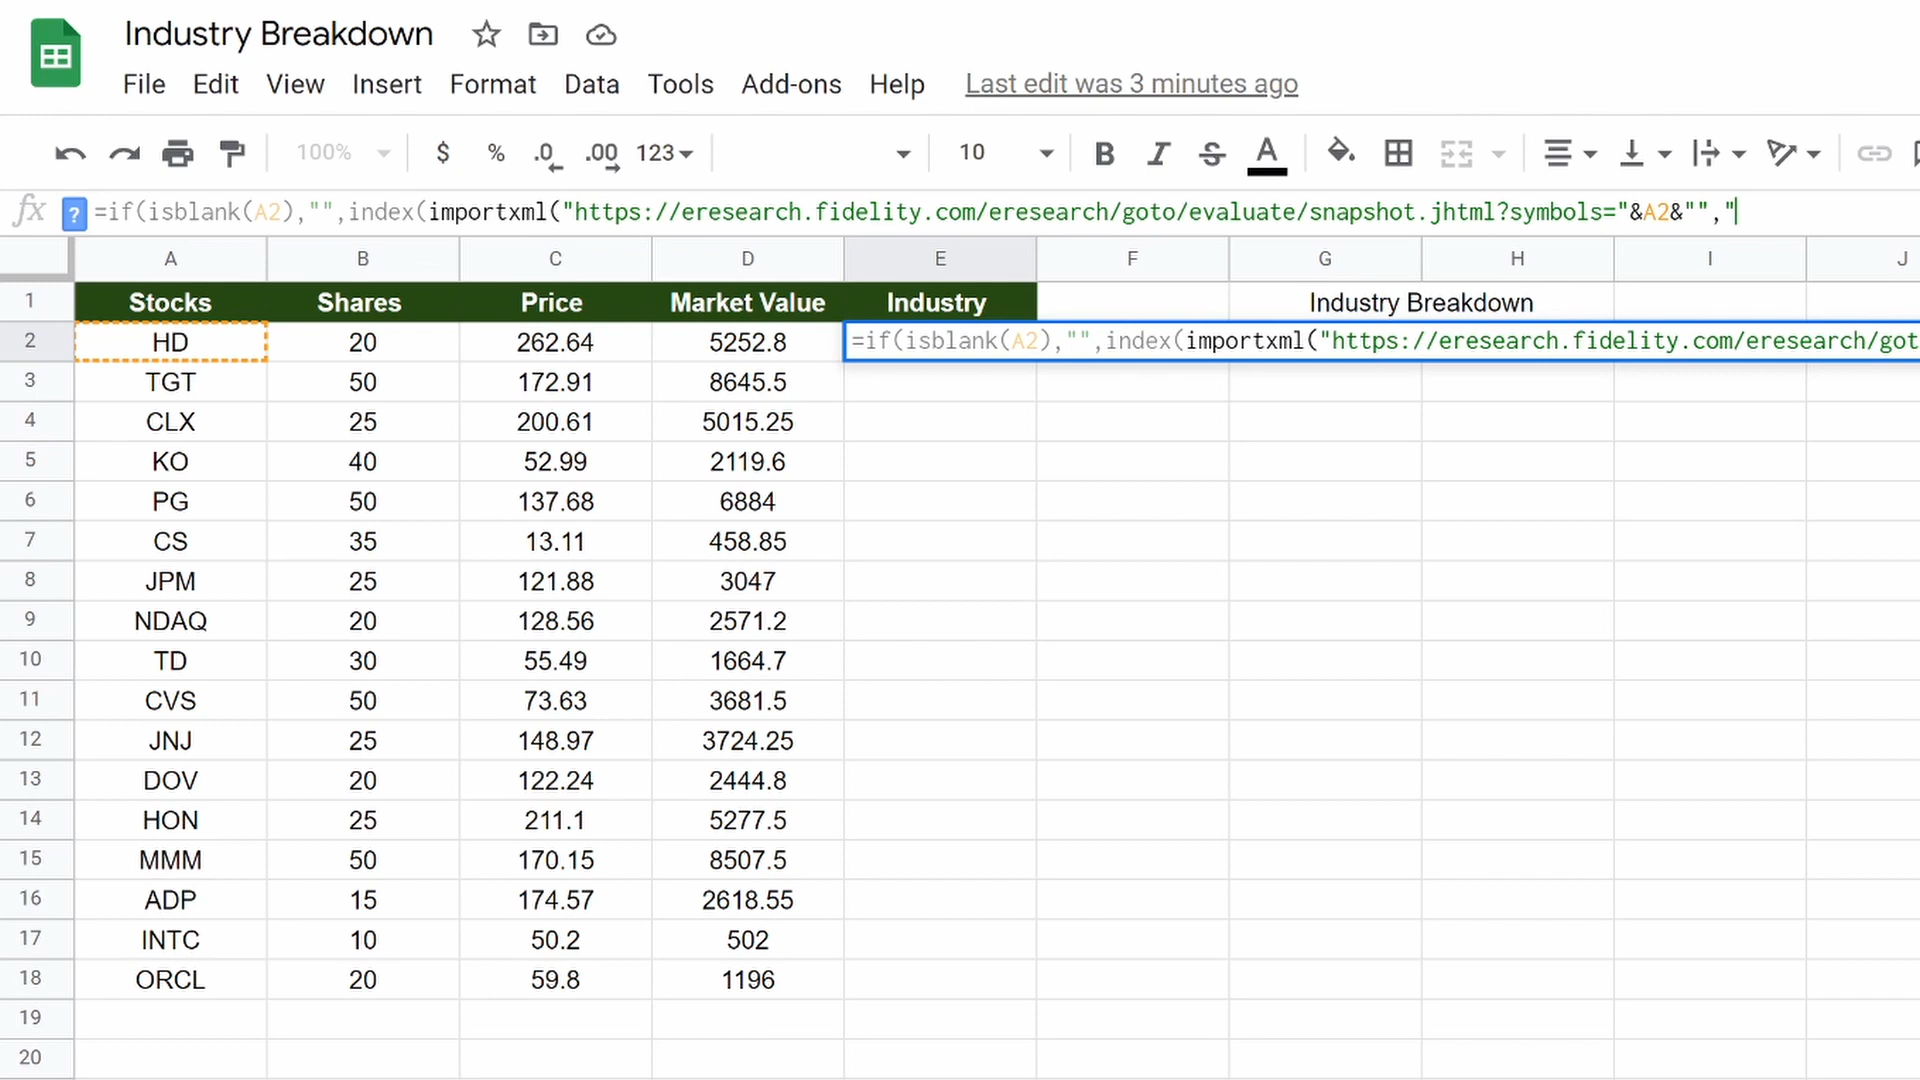 Industry Breakdown
File Edit View Insert Format Data Tools Add-ons Help Last edit was 3 minutes ago
100% $ % .0 .00 123 10 B I S A
fx ? =if(isblank(A2),"",index(importxml("https://eresearch.fidelity.com/eresearch/goto/evaluate/snapshot.jhtml?symbols="&A2&"","
A B C D E F G H I J
1 Stocks Shares Price Market Value Industry Industry Breakdown
2 HD 20 262.64 5252.8 =if(isblank(A2),"",index(importxml("https://eresearch.fidelity.com/eresearch/got
3 TGT 50 172.91 8645.5
4 CLX 25 200.61 5015.25
5 KO 40 52.99 2119.6
6 PG 50 137.68 6884
7 CS 35 13.11 458.85
8 JPM 25 121.88 3047
9 NDAQ 20 128.56 2571.2
10 TD 30 55.49 1664.7
11 CVS 50 73.63 3681.5
12 JNJ 25 148.97 3724.25
13 DOV 20 122.24 2444.8
14 HON 25 211.1 5277.5
15 MMM 50 170.15 8507.5
16 ADP 15 174.57 2618.55
17 INTC 10 50.2 502
18 ORCL 20 59.8 1196
19
20